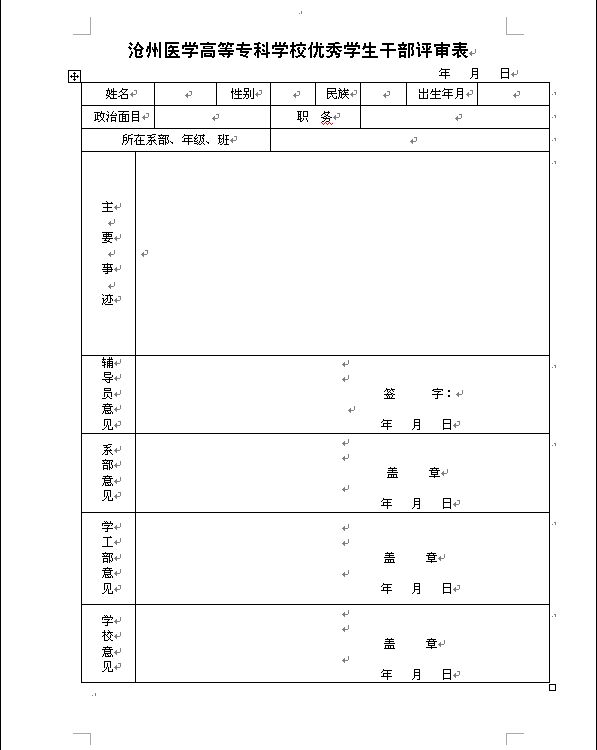 沧州医学高等专科学校优秀学生干部评审表
年 月 日
姓名 性别 民族 出生年月
政治面目 职 务
所在系部、年级、班
主
要
事
迹
辅
导
员
意
见
签 字：
年 月 日
系
部
意
见
盖 章
年 月 日
学
工
部
意
见
盖 章
年 月 日
学
校
意
见
盖 章
年 月 日